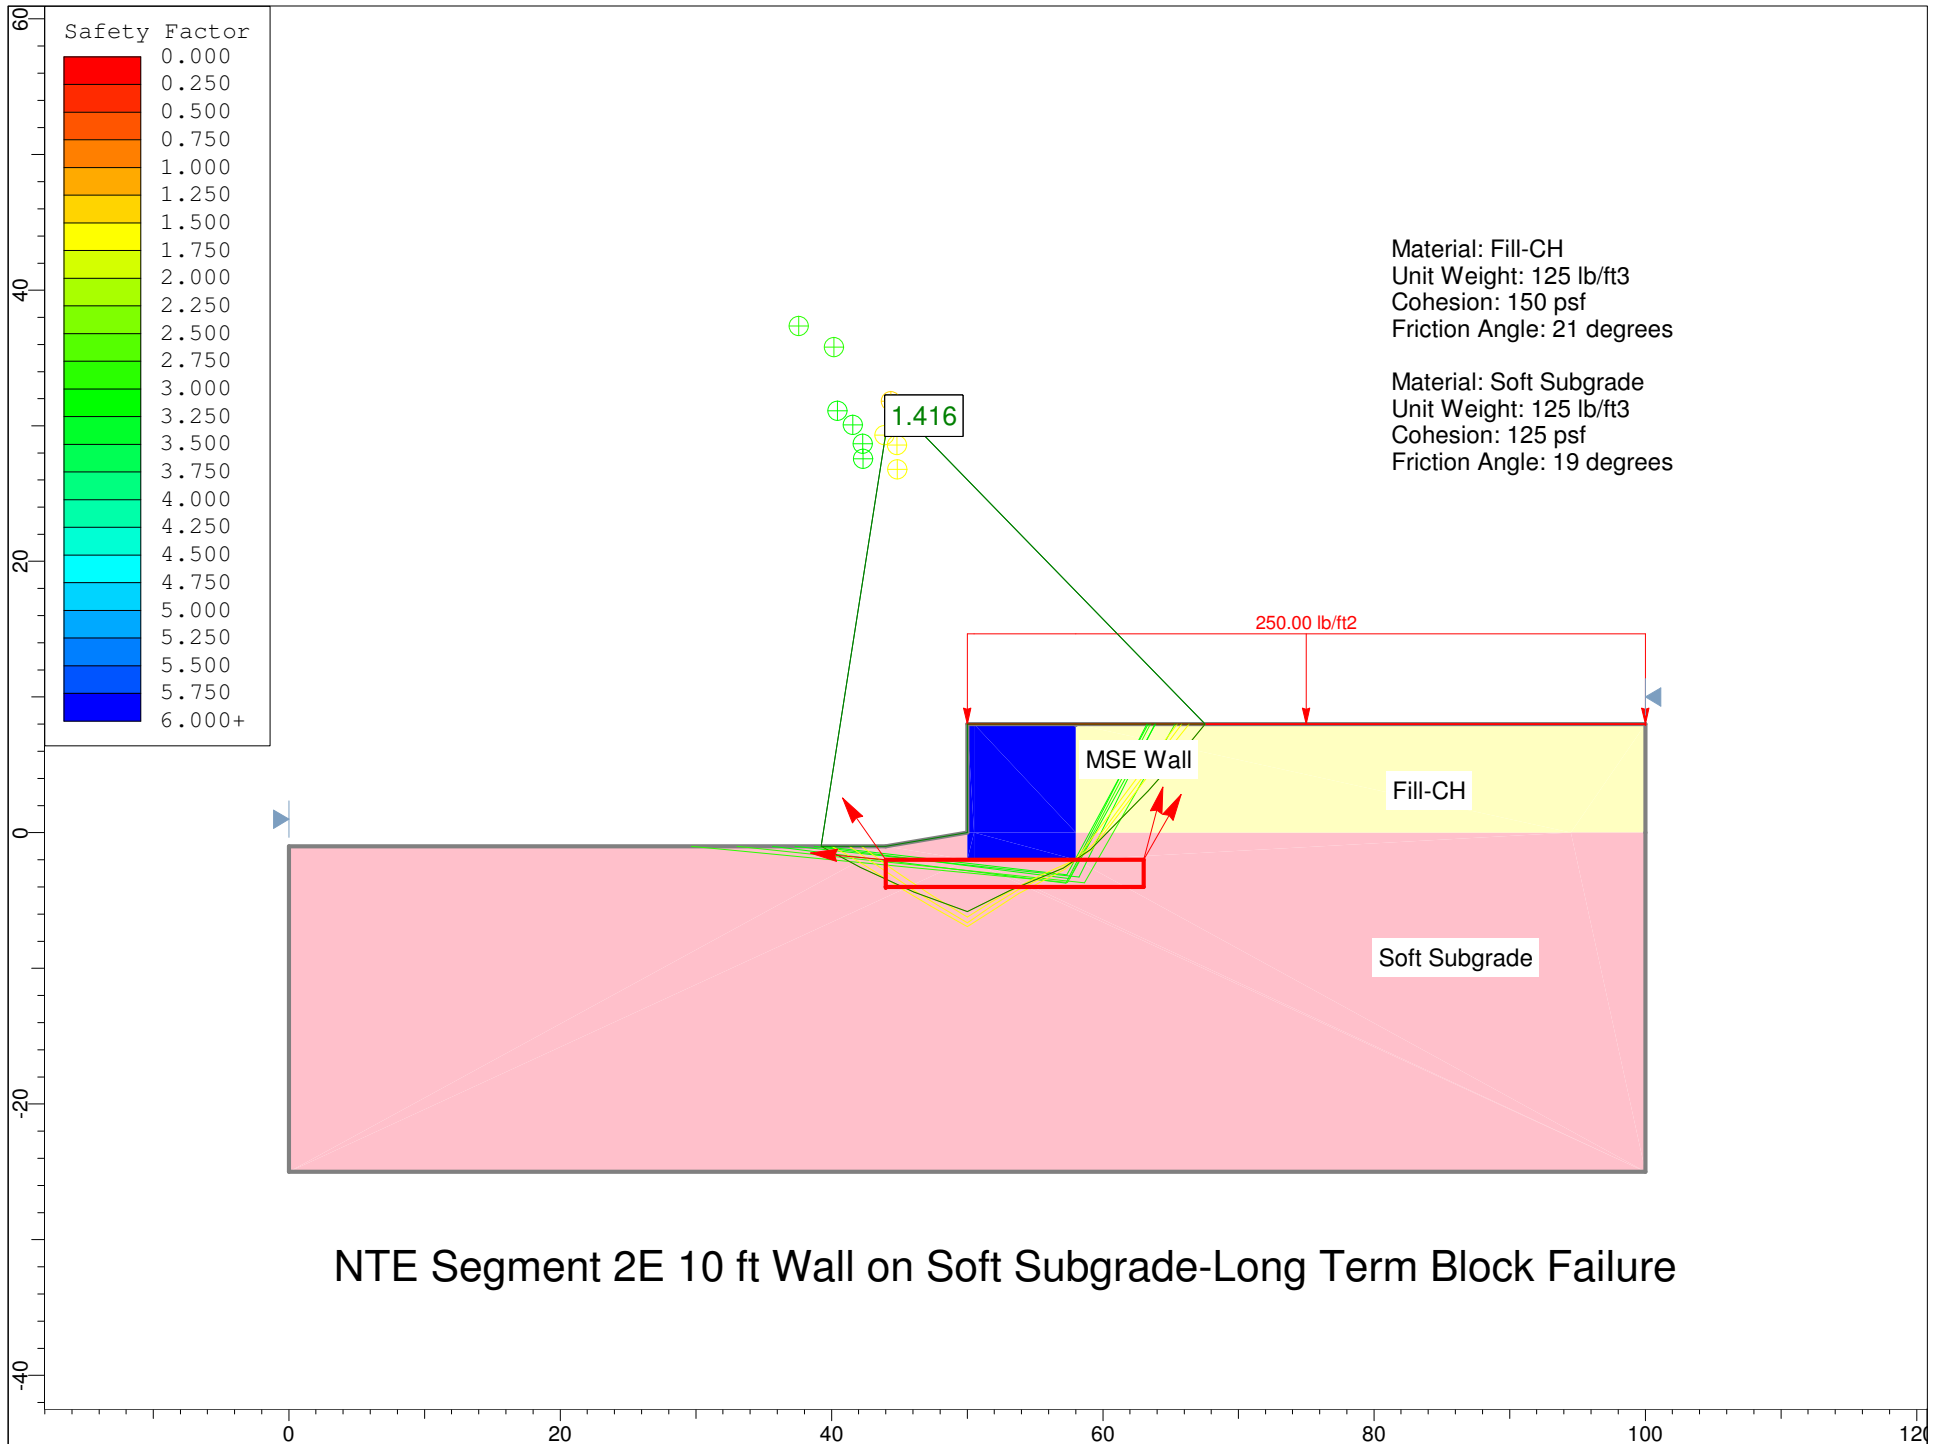 Safety Factor
0.000
0.250
0.500
0.750
1.000
1.250
1.500
1.750
2.000
2.250
2.500
2.750
3.000
3.250
3.500
3.750
4.000
4.250
4.500
4.750
5.000
5.250
5.500
5.750
6.000+
60
40
20
0
-20
-40
Material: Fill-CH
Unit Weight: 125 lb/ft3
Cohesion: 150 psf
Friction Angle: 21 degrees
Material: Soft Subgrade
Unit Weight: 125 lb/ft3
Cohesion: 125 psf
Friction Angle: 19 degrees
1.416
250.00 lb/ft2
MSE Wall
Fill-CH
Soft Subgrade
NTE Segment 2E 10 ft Wall on Soft Subgrade-Long Term Block Failure
0 20 40 60 80 100